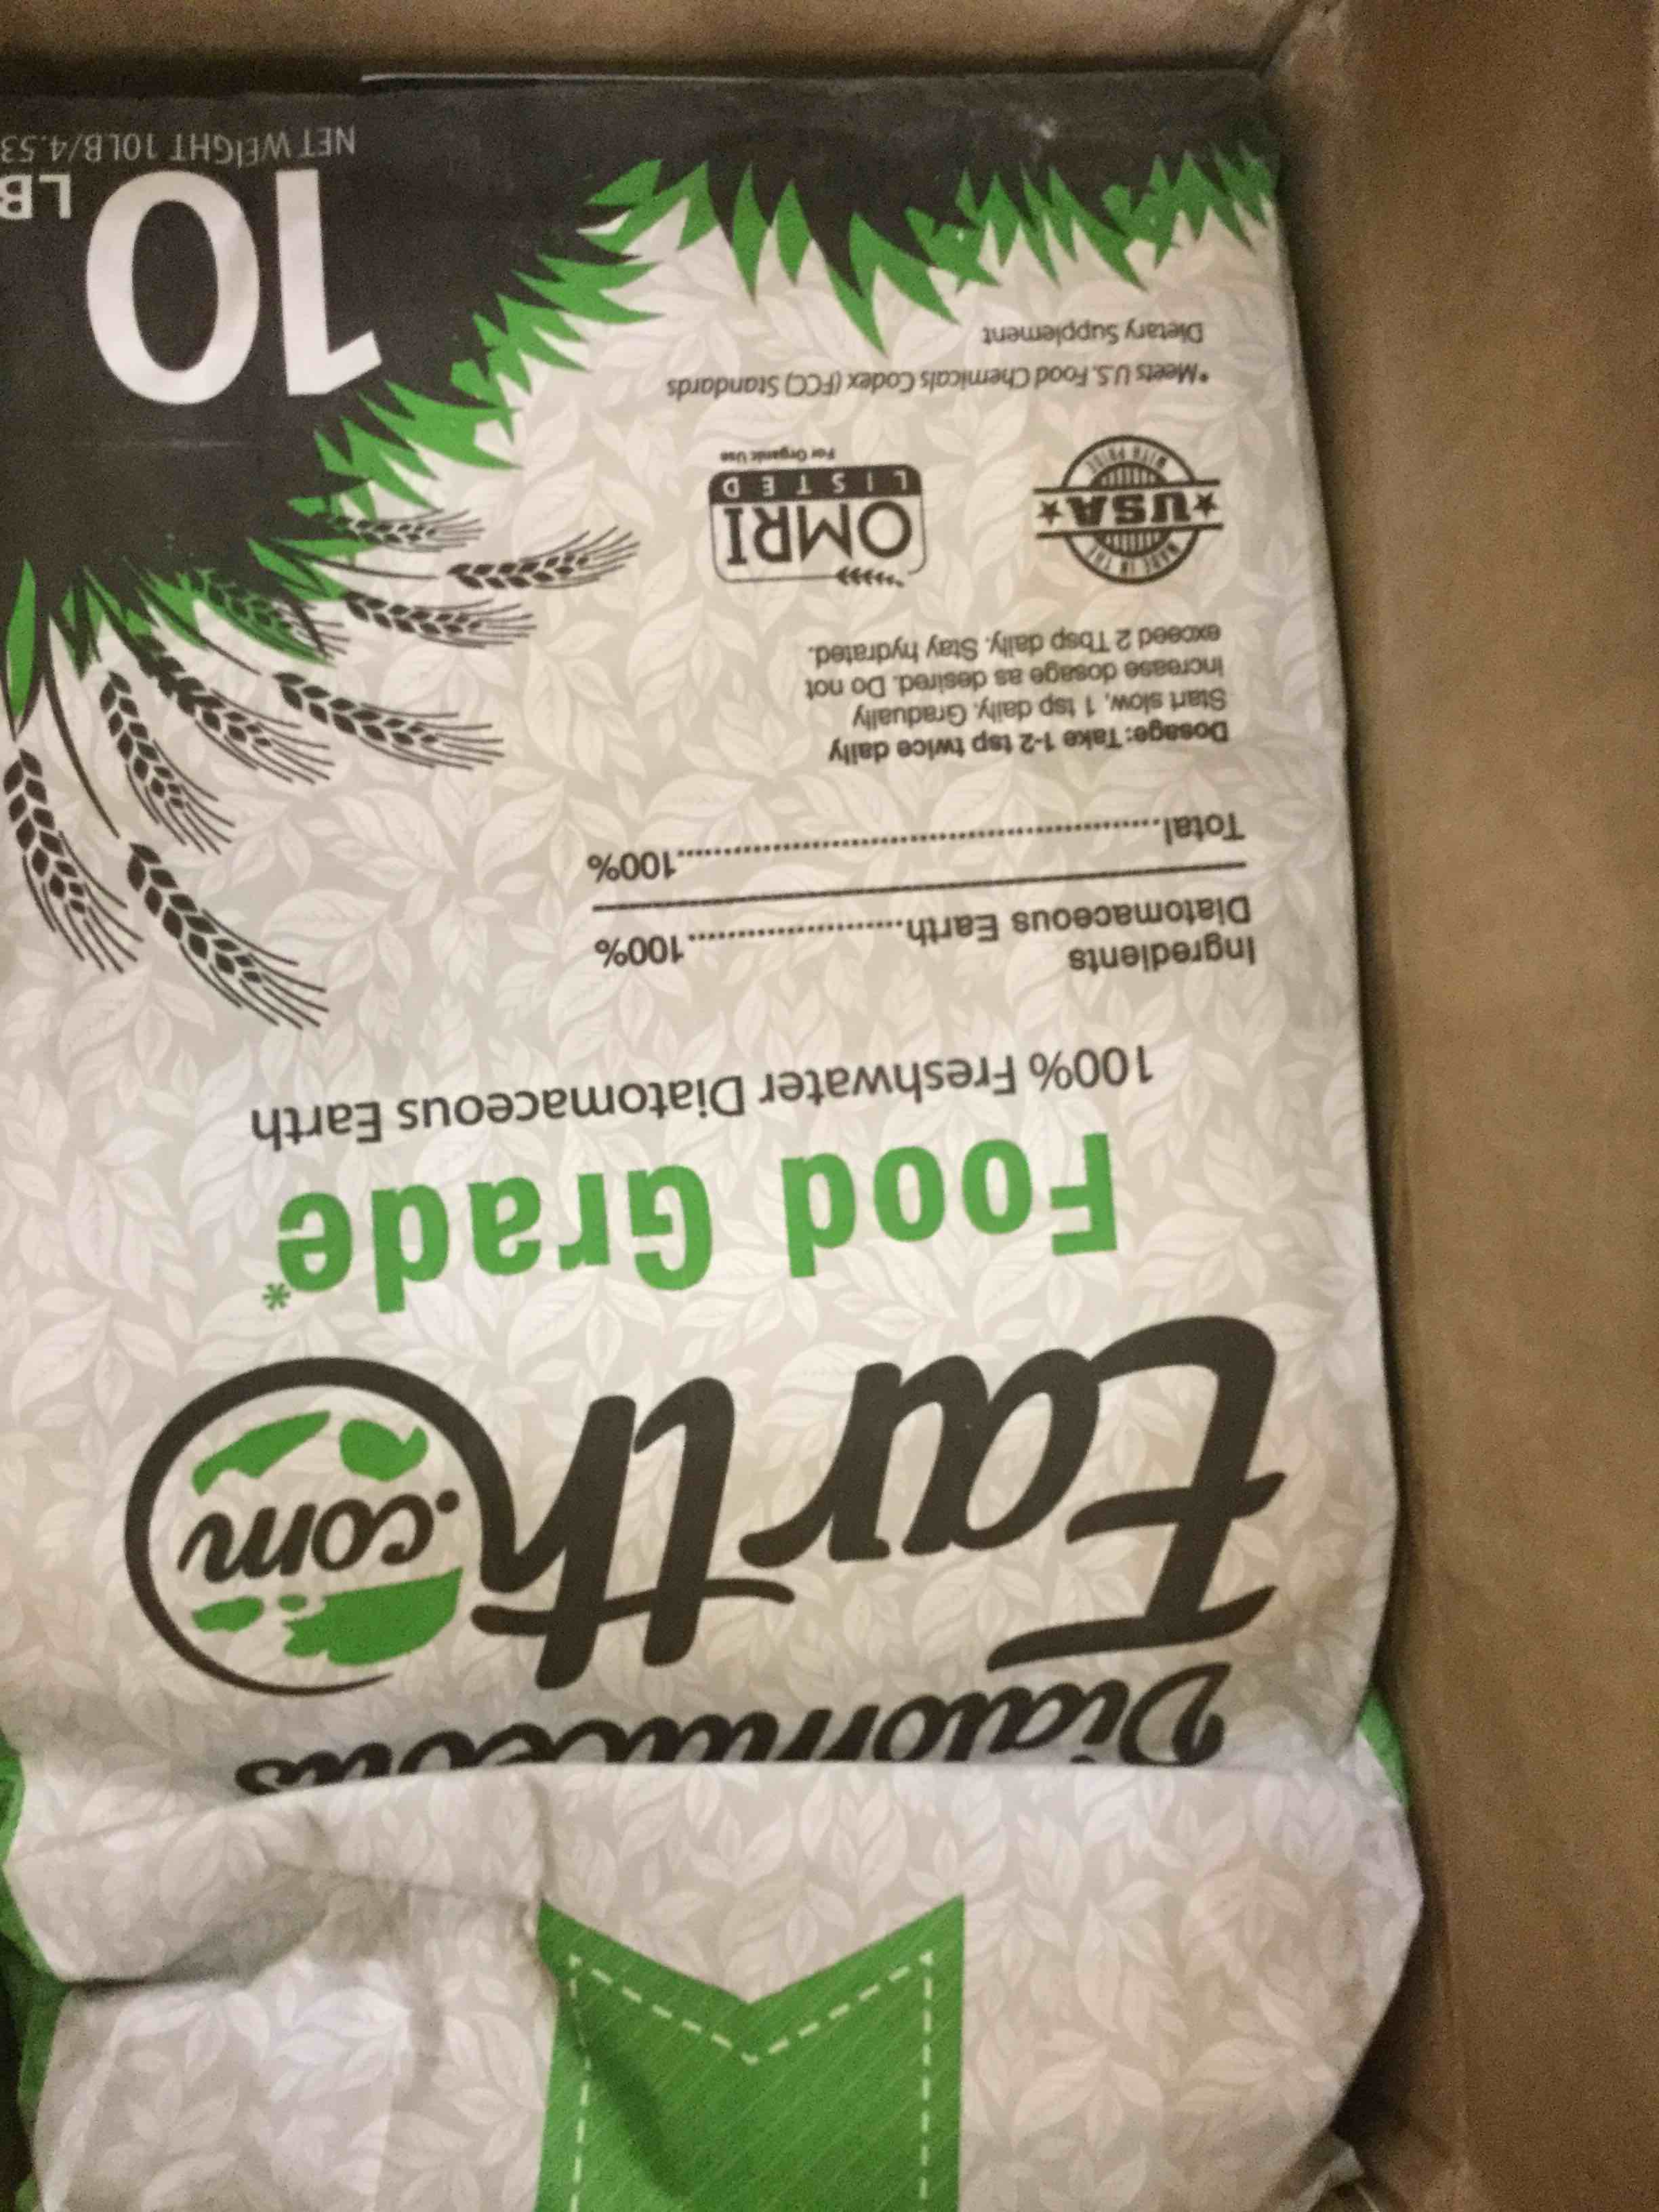 Diatomaceous
Earth
.com
Food Grade*
100% Freshwater Diatomaceous Earth
Ingredients
Diatomaceous Earth.......................100%
Total....................................................100%
Dosage: Take 1-2 tsp twice daily
Start slow, 1 tsp daily. Gradually
increase dosage as desired. Do not
exceed 2 Tbsp daily. Stay hydrated.
MADE IN THE
USA
WITH PRIDE
OMRI
LISTED
For Organic Use
*Meets U.S. Food Chemicals Codex (FCC) Standards
Dietary Supplement
10 LB
NET WEIGHT 10LB/4.53